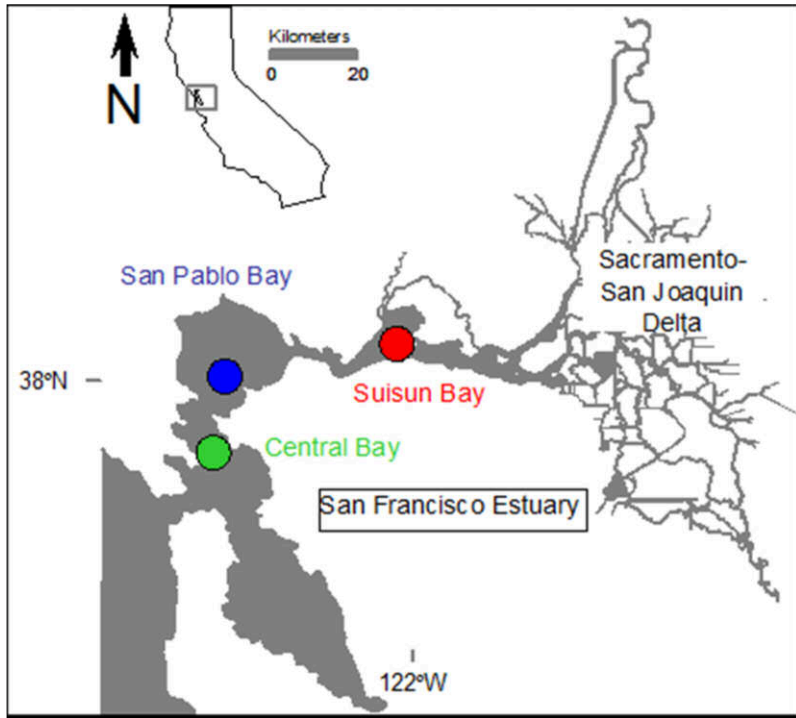 Kilometers
0 20
N
San Pablo Bay
Sacramento-
San Joaquin
Delta
38°N
Suisun Bay
Central Bay
San Francisco Estuary
122°W